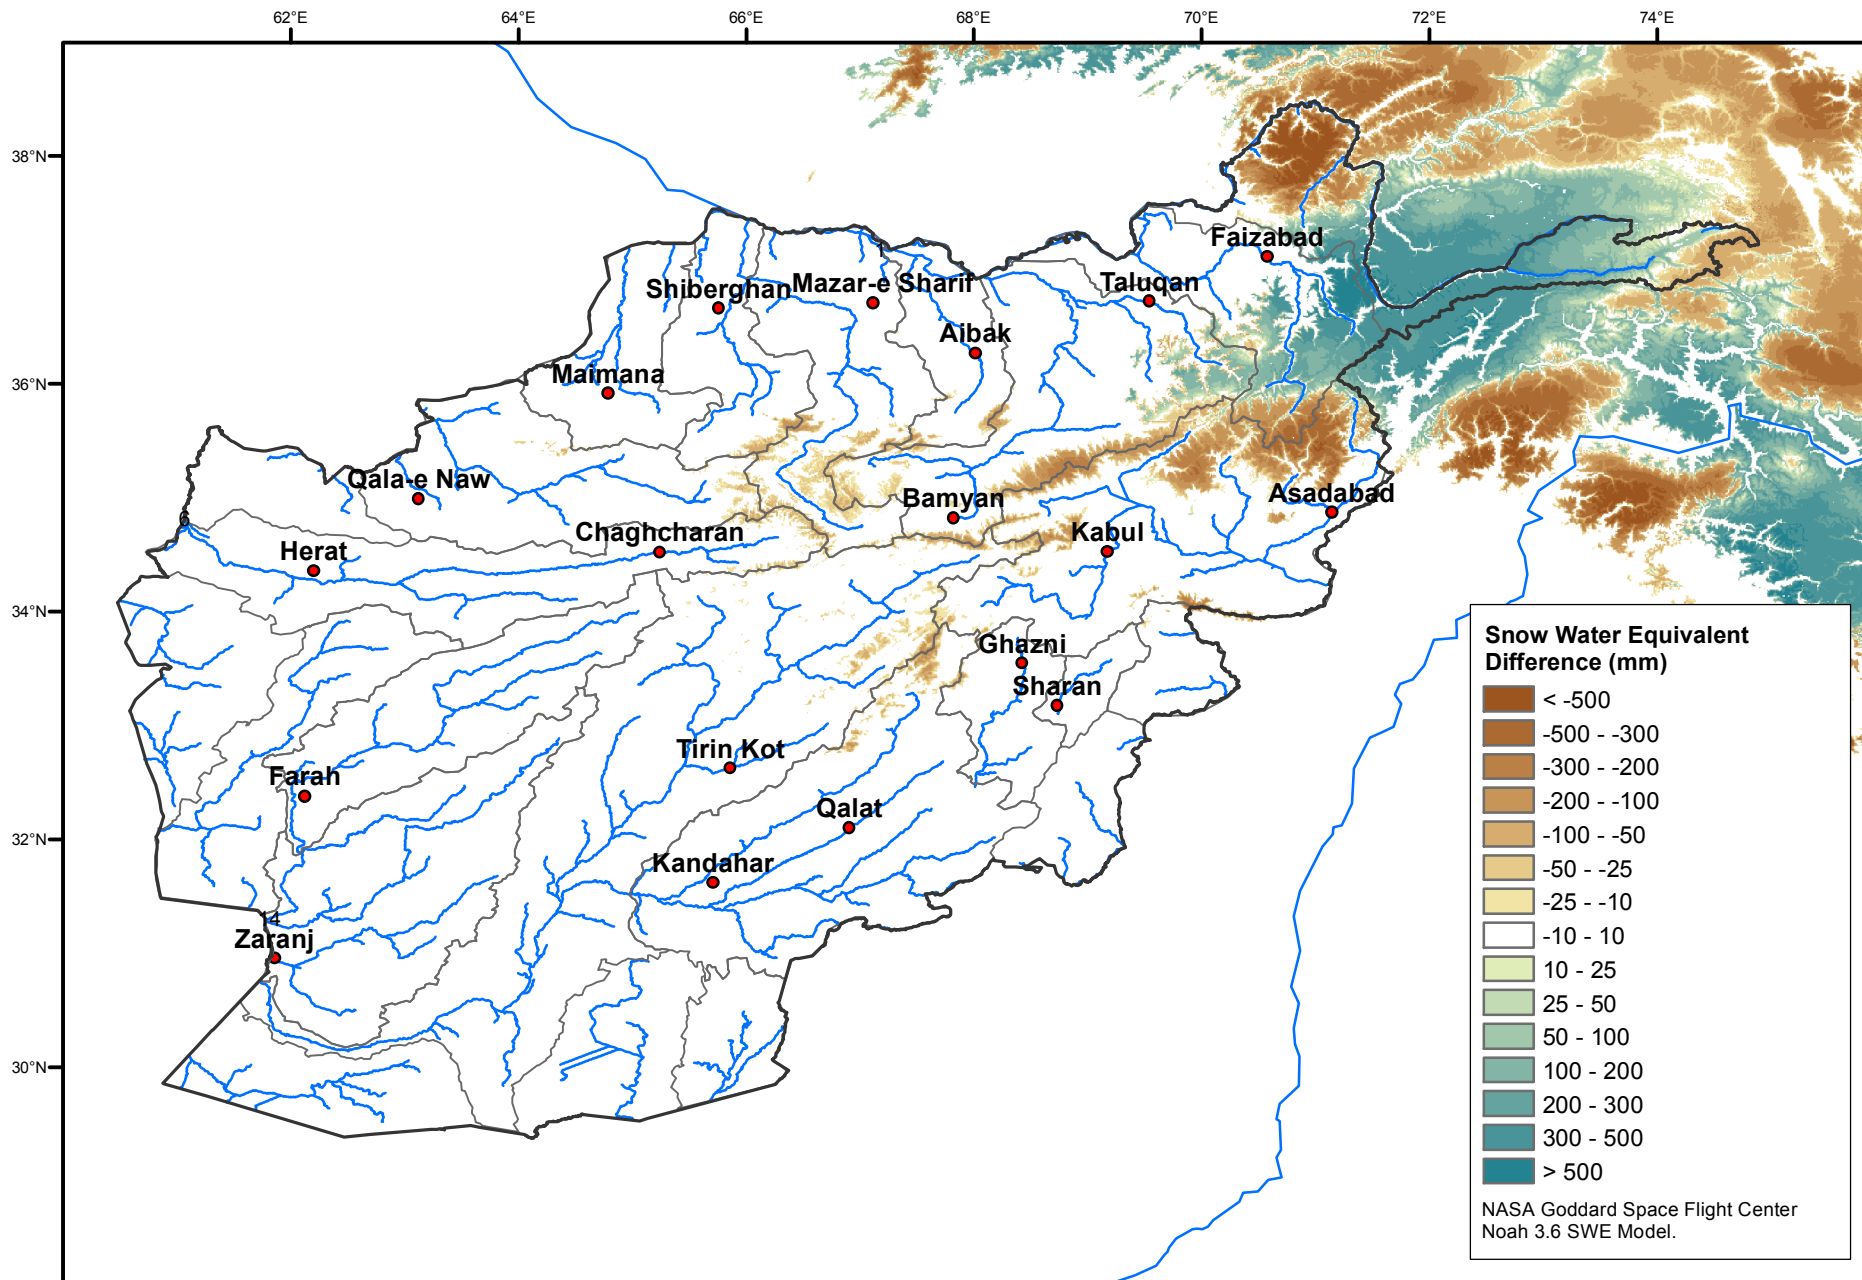 62°E 64°E 66°E 68°E 70°E 72°E 74°E
38°N
Faizabad
Shiberghan Mazar-e Sharif Taluqan
Aibak
36°N
Maimana
Qala-e Naw
Bamyan
Asadabad
6
Chaghcharan
Kabul
Herat
34°N
Ghazni
Sharan
Tirin Kot
Farah
Qalat
32°N
Kandahar
14
Zaranj
30°N
Snow Water Equivalent
Difference (mm)
< -500
-500 - -300
-300 - -200
-200 - -100
-100 - -50
-50 - -25
-25 - -10
-10 - 10
10 - 25
25 - 50
50 - 100
100 - 200
200 - 300
300 - 500
> 500
NASA Goddard Space Flight Center
Noah 3.6 SWE Model.